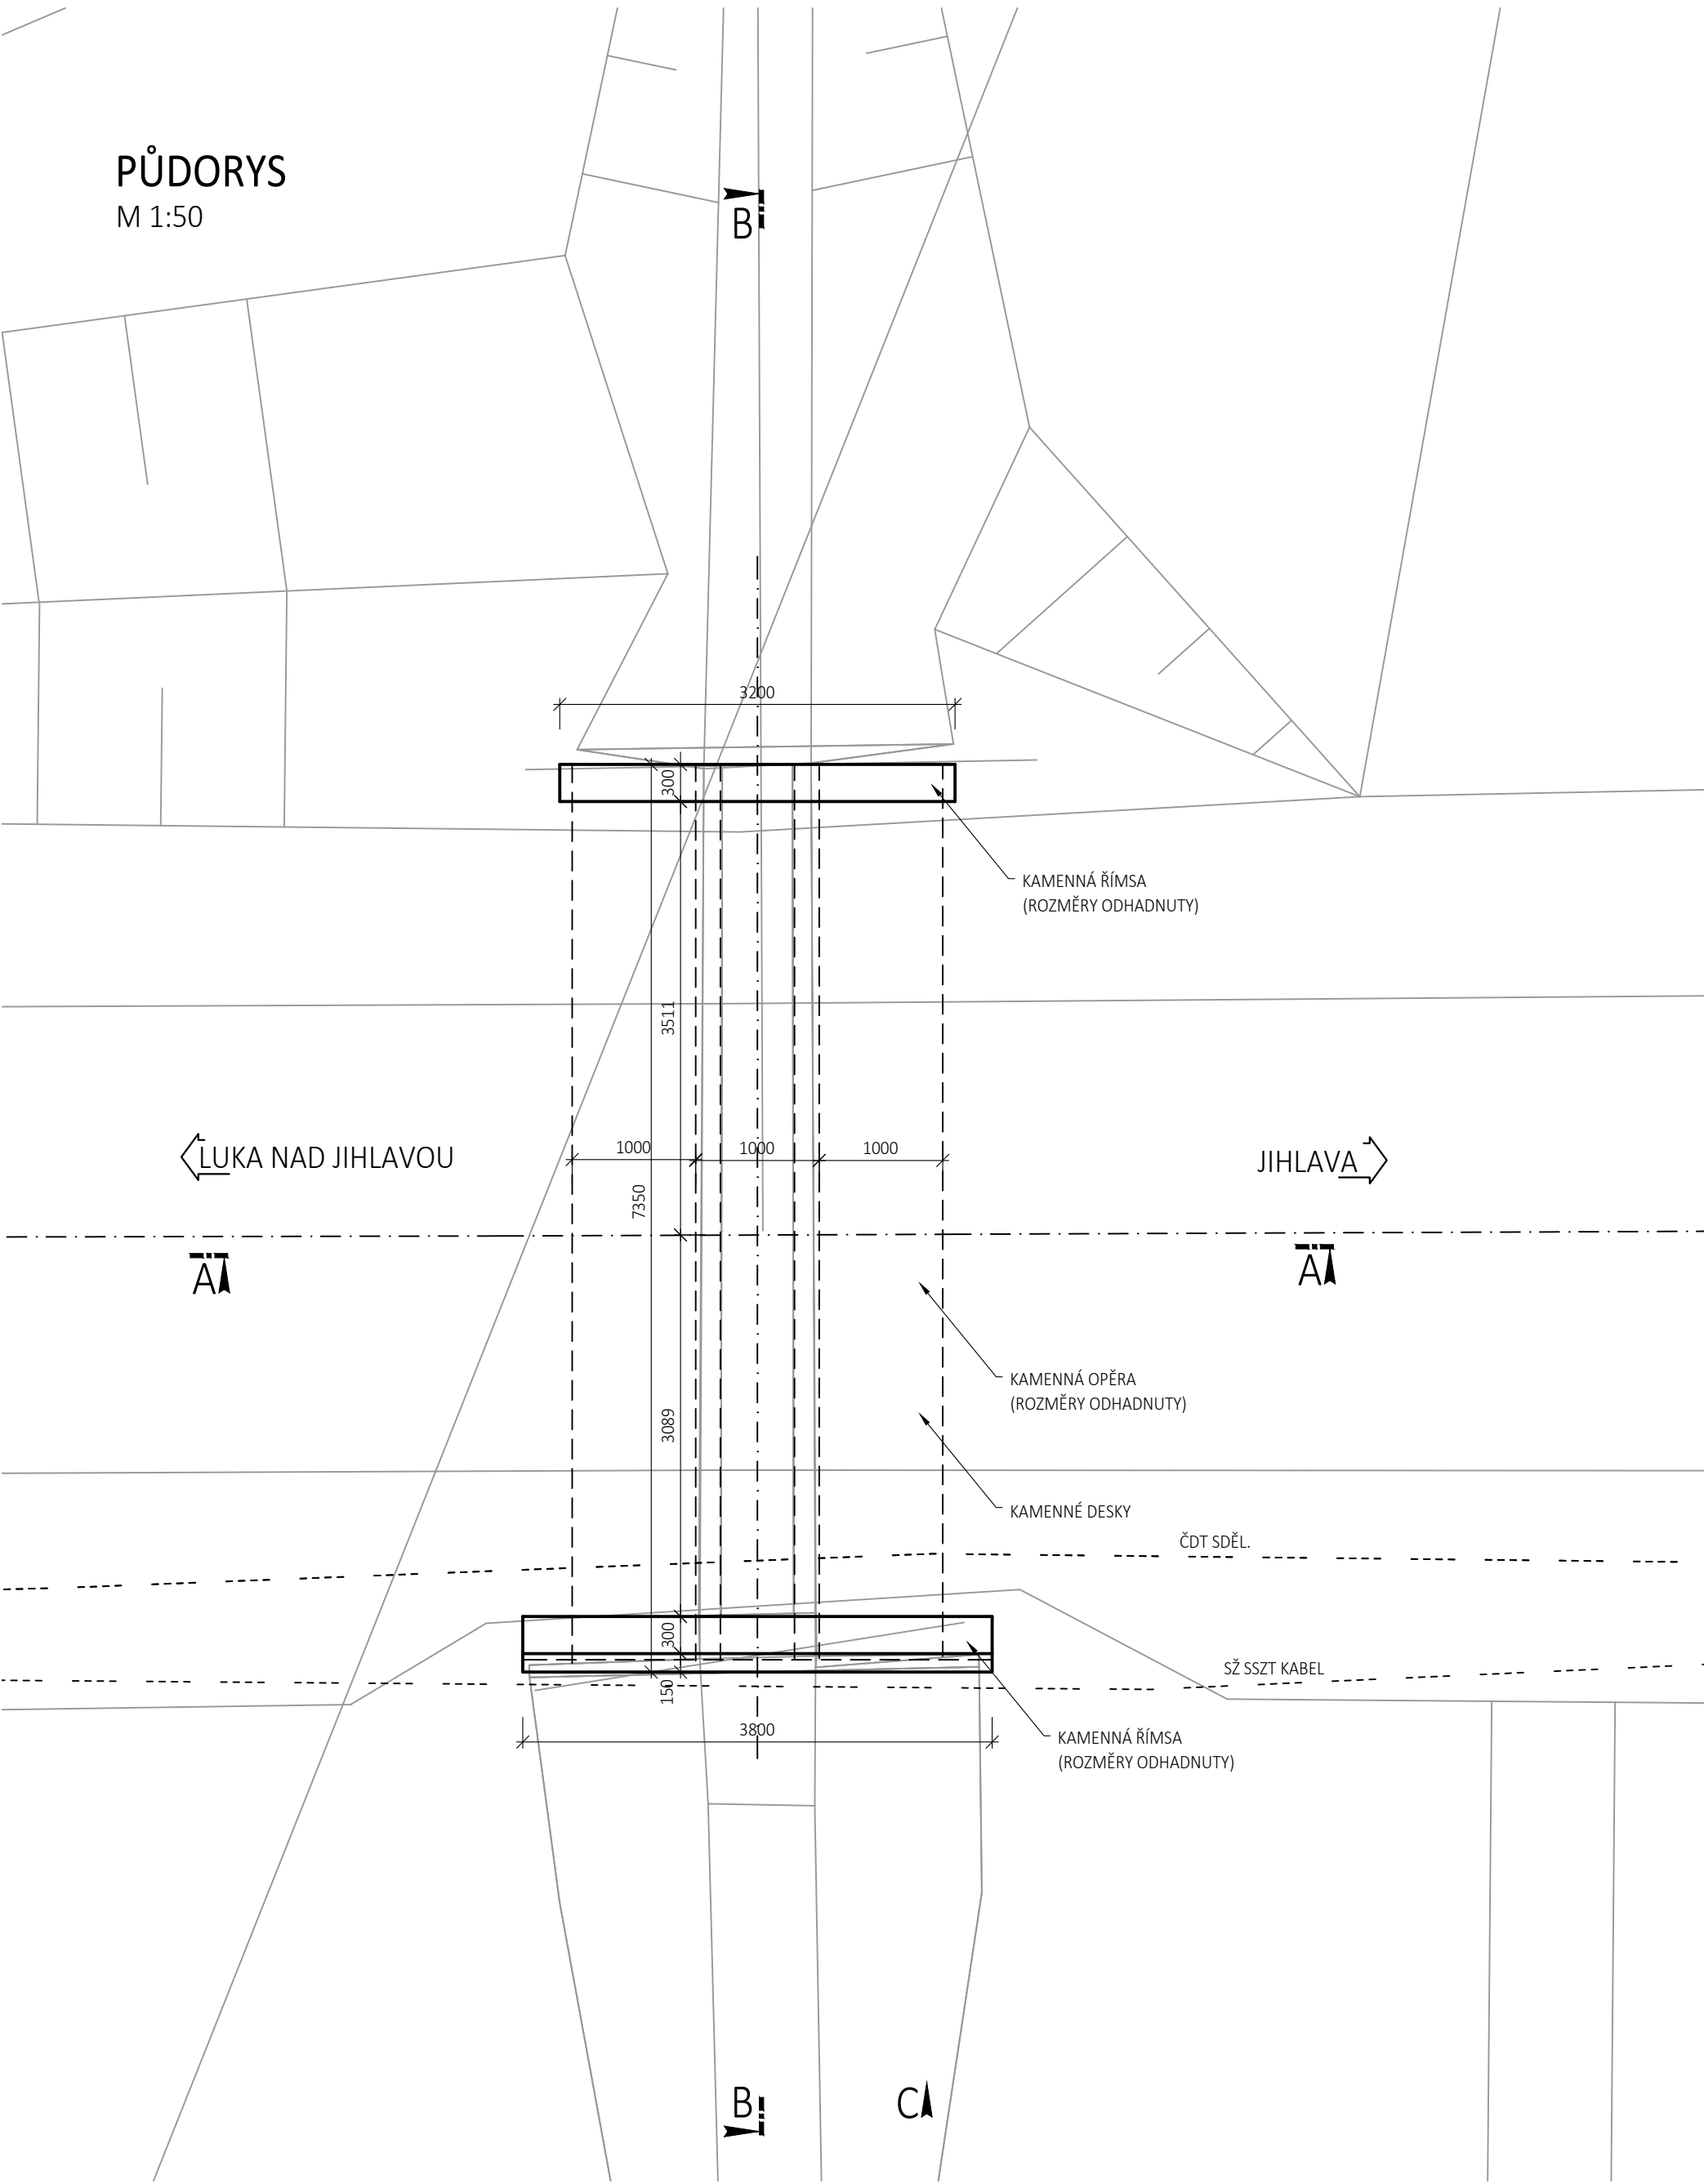 PŮDORYS
M 1:50
B
3200
300
KAMENNÁ ŘÍMSA
(ROZMĚRY ODHADNUTY)
3511
LUKA NAD JIHLAVOU
1000
1000
1000
JIHLAVA
7350
A
A
KAMENNÁ OPĚRA
(ROZMĚRY ODHADNUTY)
3089
KAMENNÉ DESKY
ČDT SDĚL.
300
SŽ SSZT KABEL
150
3800
KAMENNÁ ŘÍMSA
(ROZMĚRY ODHADNUTY)
B
C